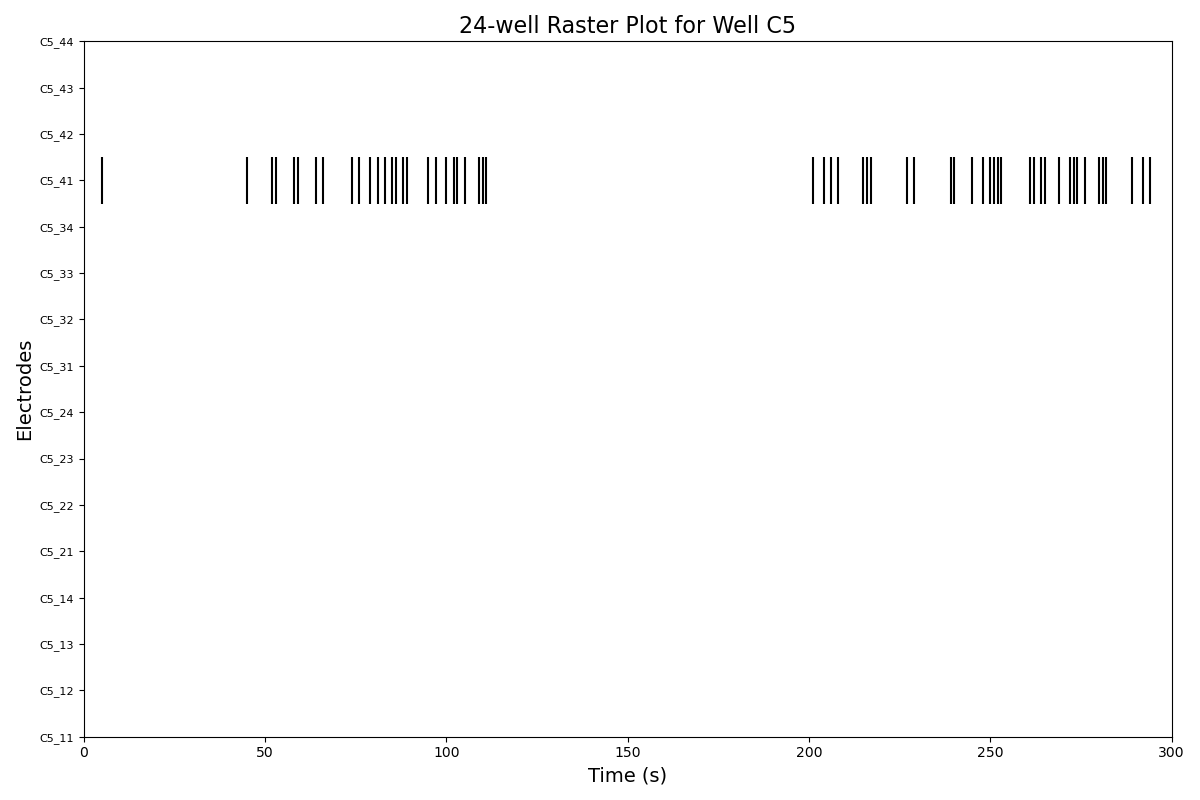 24-well Raster Plot for Well C5
C5_44
C5_43
C5_42
C5_41
C5_34
C5_33
C5_32
C5_31
C5_24
C5_23
C5_22
C5_21
C5_14
C5_13
C5_12
C5_11
Electrodes
0 50 100 150 200 250 300
Time (s)